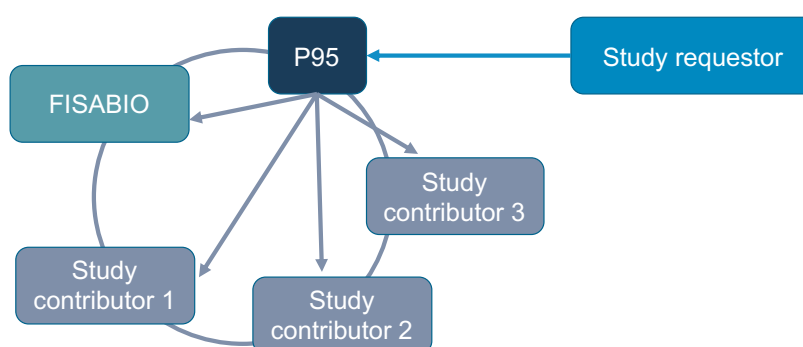 P95
Study requestor
FISABIO
Study
contributor 3
Study
contributor 1
Study
contributor 2